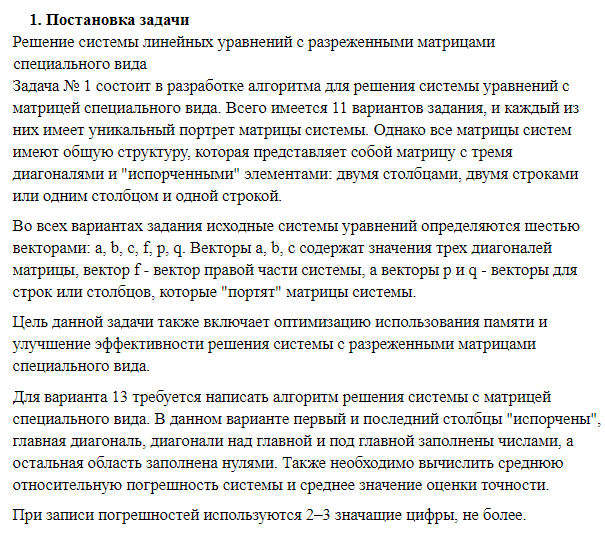 1. Постановка задачи
Решение системы линейных уравнений с разреженными матрицами
специального вида
Задача № 1 состоит в разработке алгоритма для решения системы уравнений с
матрицей специального вида. Всего имеется 11 вариантов задания, и каждый из
них имеет уникальный портрет матрицы системы. Однако все матрицы систем
имеют общую структуру, которая представляет собой матрицу с тремя
диагоналями и "испорченными" элементами: двумя столбцами, двумя строками
или одним столбцом и одной строкой.
Во всех вариантах задания исходные системы уравнений определяются шестью
векторами: a, b, c, f, p, q. Векторы a, b, c содержат значения трех диагоналей
матрицы, вектор f - вектор правой части системы, а векторы p и q - векторы для
строк или столбцов, которые "портят" матрицы системы.
Цель данной задачи также включает оптимизацию использования памяти и
улучшение эффективности решения системы с разреженными матрицами
специального вида.
Для варианта 13 требуется написать алгоритм решения системы с матрицей
специального вида. В данном варианте первый и последний столбцы "испорчены",
главная диагональ, диагонали над главной и под главной заполнены числами, а
остальная область заполнена нулями. Также необходимо вычислить среднюю
относительную погрешность системы и среднее значение оценки точности.
При записи погрешностей используются 2–3 значащие цифры, не более.